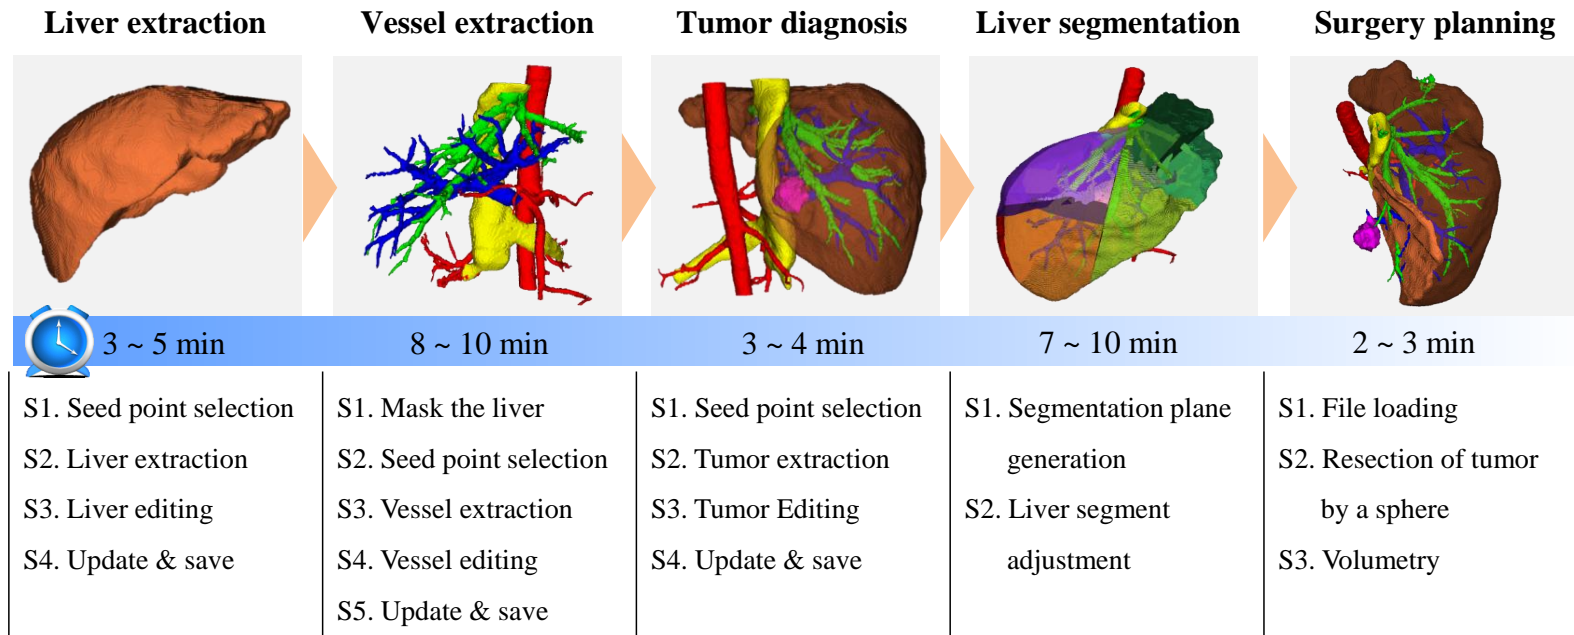 Liver extraction
Vessel extraction
Tumor diagnosis
Liver segmentation
Surgery planning
3 ~ 5 min
8 ~ 10 min
3 ~ 4 min
7 ~ 10 min
2 ~ 3 min
S1. Seed point selection
S2. Liver extraction
S3. Liver editing
S4. Update & save
S1. Mask the liver
S2. Seed point selection
S3. Vessel extraction
S4. Vessel editing
S5. Update & save
S1. Seed point selection
S2. Tumor extraction
S3. Tumor Editing
S4. Update & save
S1. Segmentation plane
generation
S2. Liver segment
adjustment
S1. File loading
S2. Resection of tumor
by a sphere
S3. Volumetry